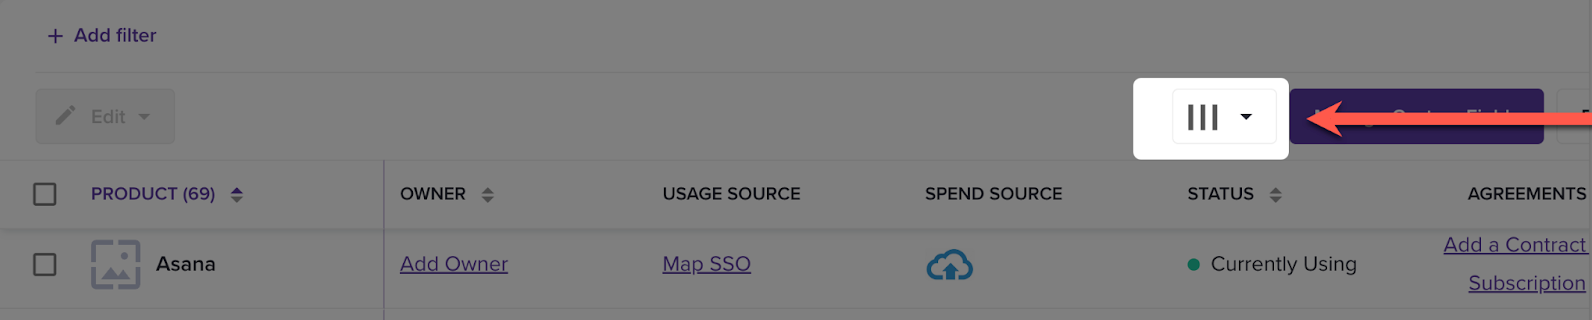 + Add filter
Edit
PRODUCT (69) OWNER USAGE SOURCE SPEND SOURCE STATUS AGREEMENTS
Asana Add Owner Map SSO Currently Using Add a Contract
Subscription